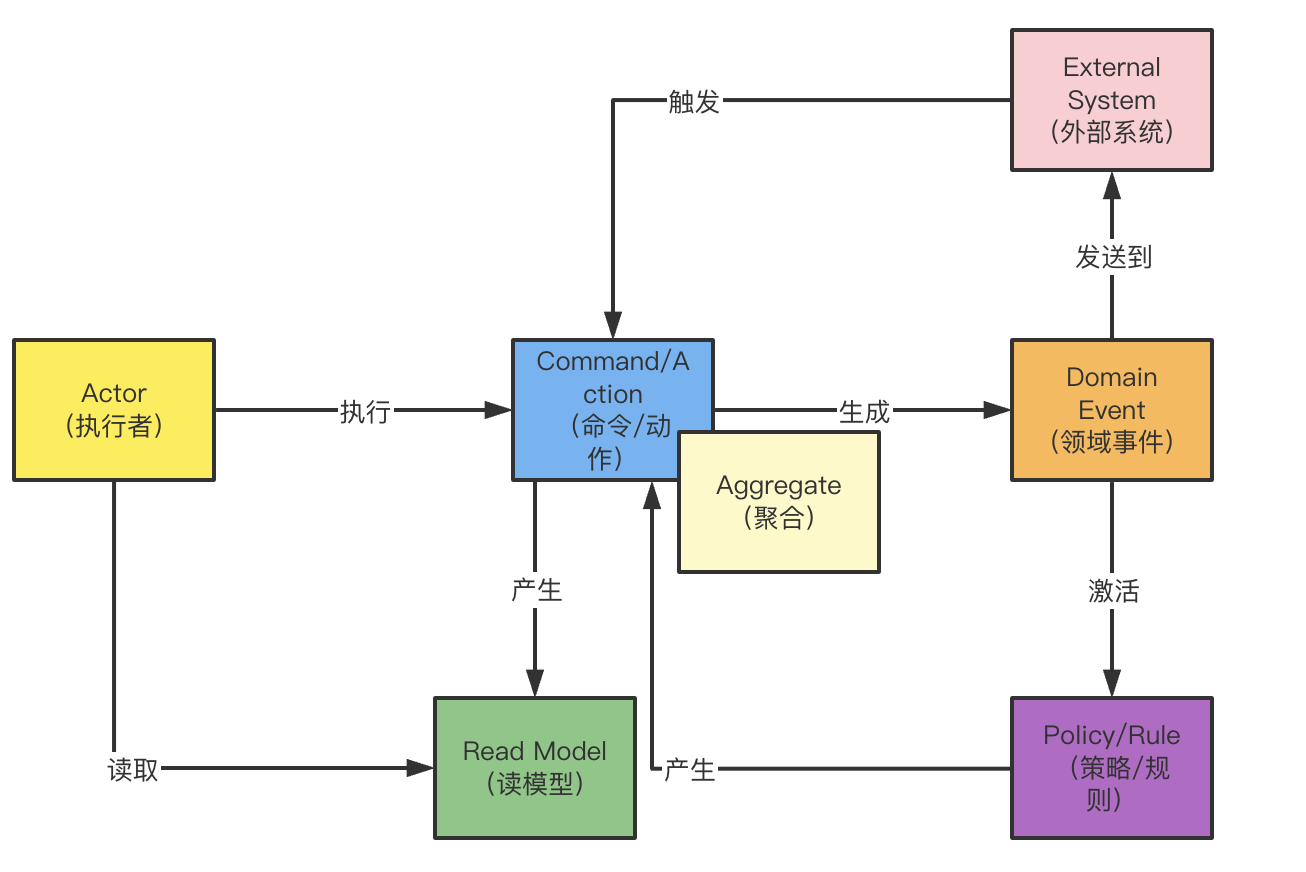 External
System
（外部系统）
触发
发送到
Actor
（执行者）
执行
Command/A
ction
（命令/动
作）
生成
Domain
Event
（领域事件）
Aggregate
（聚合）
产生
激活
读取
Read Model
（读模型）
产生
Policy/Rule
（策略/规
则）